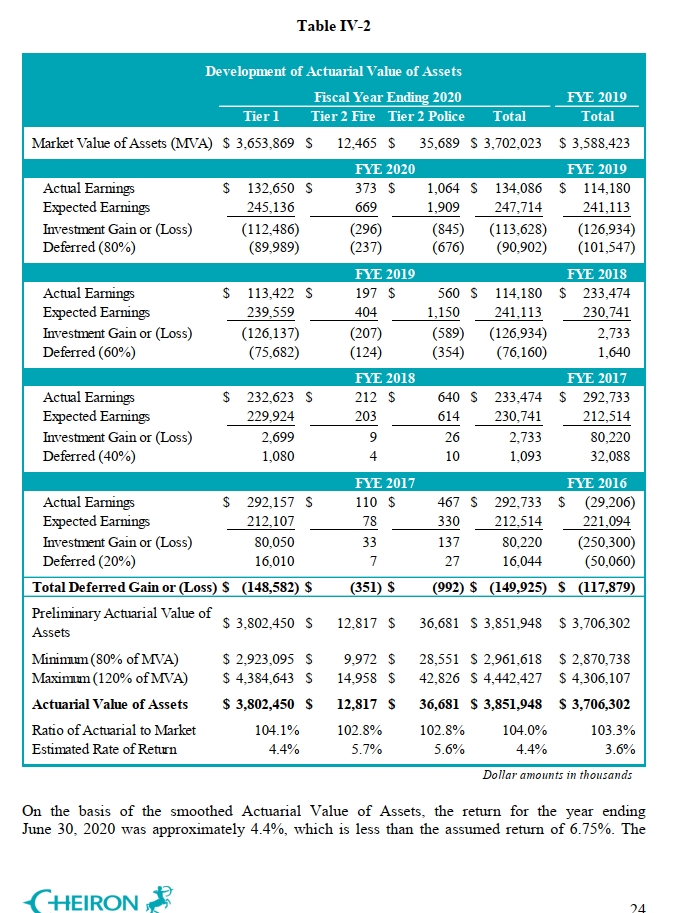 Table IV-2
Development of Actuarial Value of Assets
Fiscal Year Ending 2020 FYE 2019
Tier 1 Tier 2 Fire Tier 2 Police Total Total
Market Value of Assets (MVA) $ 3,653,869 $ 12,465 $ 35,689 $ 3,702,023 $ 3,588,423
FYE 2020 FYE 2019
Actual Earnings $ 132,650 $ 373 $ 1,064 $ 134,086 $ 114,180
Expected Earnings 245,136 669 1,909 247,714 241,113
Investment Gain or (Loss) (112,486) (296) (845) (113,628) (126,934)
Deferred (80%) (89,989) (237) (676) (90,902) (101,547)
FYE 2019 FYE 2018
Actual Earnings $ 113,422 $ 197 $ 560 $ 114,180 $ 233,474
Expected Earnings 239,559 404 1,150 241,113 230,741
Investment Gain or (Loss) (126,137) (207) (589) (126,934) 2,733
Deferred (60%) (75,682) (124) (354) (76,160) 1,640
FYE 2018 FYE 2017
Actual Earnings $ 232,623 $ 212 $ 640 $ 233,474 $ 292,733
Expected Earnings 229,924 203 614 230,741 212,514
Investment Gain or (Loss) 2,699 9 26 2,733 80,220
Deferred (40%) 1,080 4 10 1,093 32,088
FYE 2017 FYE 2016
Actual Earnings $ 292,157 $ 110 $ 467 $ 292,733 $ (29,206)
Expected Earnings 212,107 78 330 212,514 221,094
Investment Gain or (Loss) 80,050 33 137 80,220 (250,300)
Deferred (20%) 16,010 7 27 16,044 (50,060)
Total Deferred Gain or (Loss) $ (148,582) $ (351) $ (992) $ (149,925) $ (117,879)
Preliminary Actuarial Value of
Assets $ 3,802,450 $ 12,817 $ 36,681 $ 3,851,948 $ 3,706,302
Minimum (80% of MVA) $ 2,923,095 $ 9,972 $ 28,551 $ 2,961,618 $ 2,870,738
Maximum (120% of MVA) $ 4,384,643 $ 14,958 $ 42,826 $ 4,442,427 $ 4,306,107
Actuarial Value of Assets $ 3,802,450 $ 12,817 $ 36,681 $ 3,851,948 $ 3,706,302
Ratio of Actuarial to Market 104.1% 102.8% 102.8% 104.0% 103.3%
Estimated Rate of Return 4.4% 5.7% 5.6% 4.4% 3.6%
Dollar amounts in thousands
On the basis of the smoothed Actuarial Value of Assets, the return for the year ending
June 30, 2020 was approximately 4.4%, which is less than the assumed return of 6.75%. The
CHEIRON
24